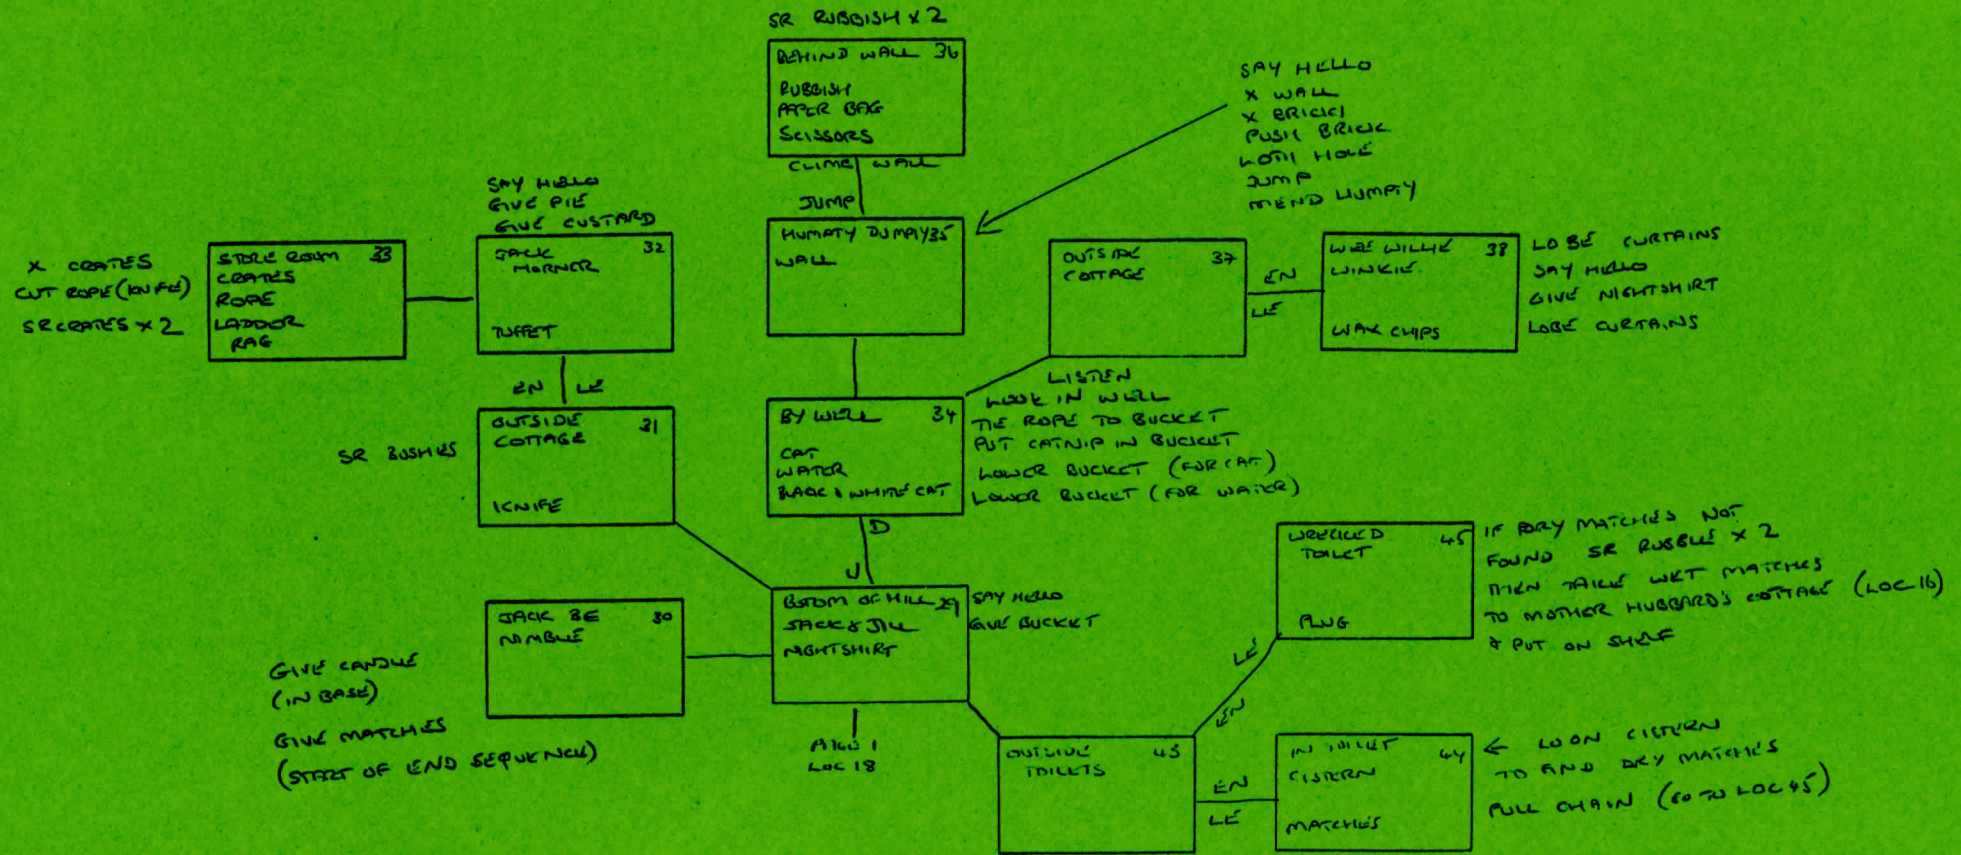 SR RUBBISH x 2
BEHIND WALL 36
RUBBISH
PAPER BAG
SCISSORS
CLIMB WALL
JUMP
SAY HELLO
X WALL
X BRICK
PUSH BRICK
HOLE
JUMP
MEND HUMPTY
HUMPTY DUMPTY 35
WALL
SAY HELLO
GIVE PIE
GIVE CUSTARD
JACK 32
HORNER
TUFFET
X CRATES
CUT ROPE (KNIFE)
SR CRATES x 2
STORE ROOM 33
CRATES
ROPE
LADDER
RAG
EN LE
OUTSIDE 37
COTTAGE
EN
LE
WEE WILLIE 38
WINKIE
WAX CHIPS
LO BE CURTAINS
SAY HELLO
GIVE NIGHTSHIRT
LOBE CURTAINS
SR BUSHES
OUTSIDE 31
COTTAGE
KNIFE
BY WELL 34
CAT
WATER
BLACK & WHITE CAT
LISTEN
LOOK IN WELL
TIE ROPE TO BUCKET
PUT CATNIP IN BUCKET
LOWER BUCKET (FOR CAT)
LOWER BUCKET (FOR WATER)
D
U
BOTTOM OF HILL 29
JACK & JILL
NIGHTSHIRT
SAY HELLO
GIVE BUCKET
JACK BE 30
NIMBLE
GIVE CANDLE
(IN BASE)
GIVE MATCHES
(START OF END SEQUENCE)
LOC 18
WRECKED 45
TOILET
PLUG
IF DRY MATCHES NOT
FOUND SR RUBBLE x 2
THEN TAKE WET MATCHES
TO MOTHER HUBBARD'S COTTAGE (LOC 16)
& PUT ON SHELF
LE
EN
OUTSIDE 43
TOILETS
EN
LE
IN TOILET 44
CISTERN
MATCHES
← LO ON CISTERN
TO FIND DRY MATCHES
PULL CHAIN (GO TO LOC 45)